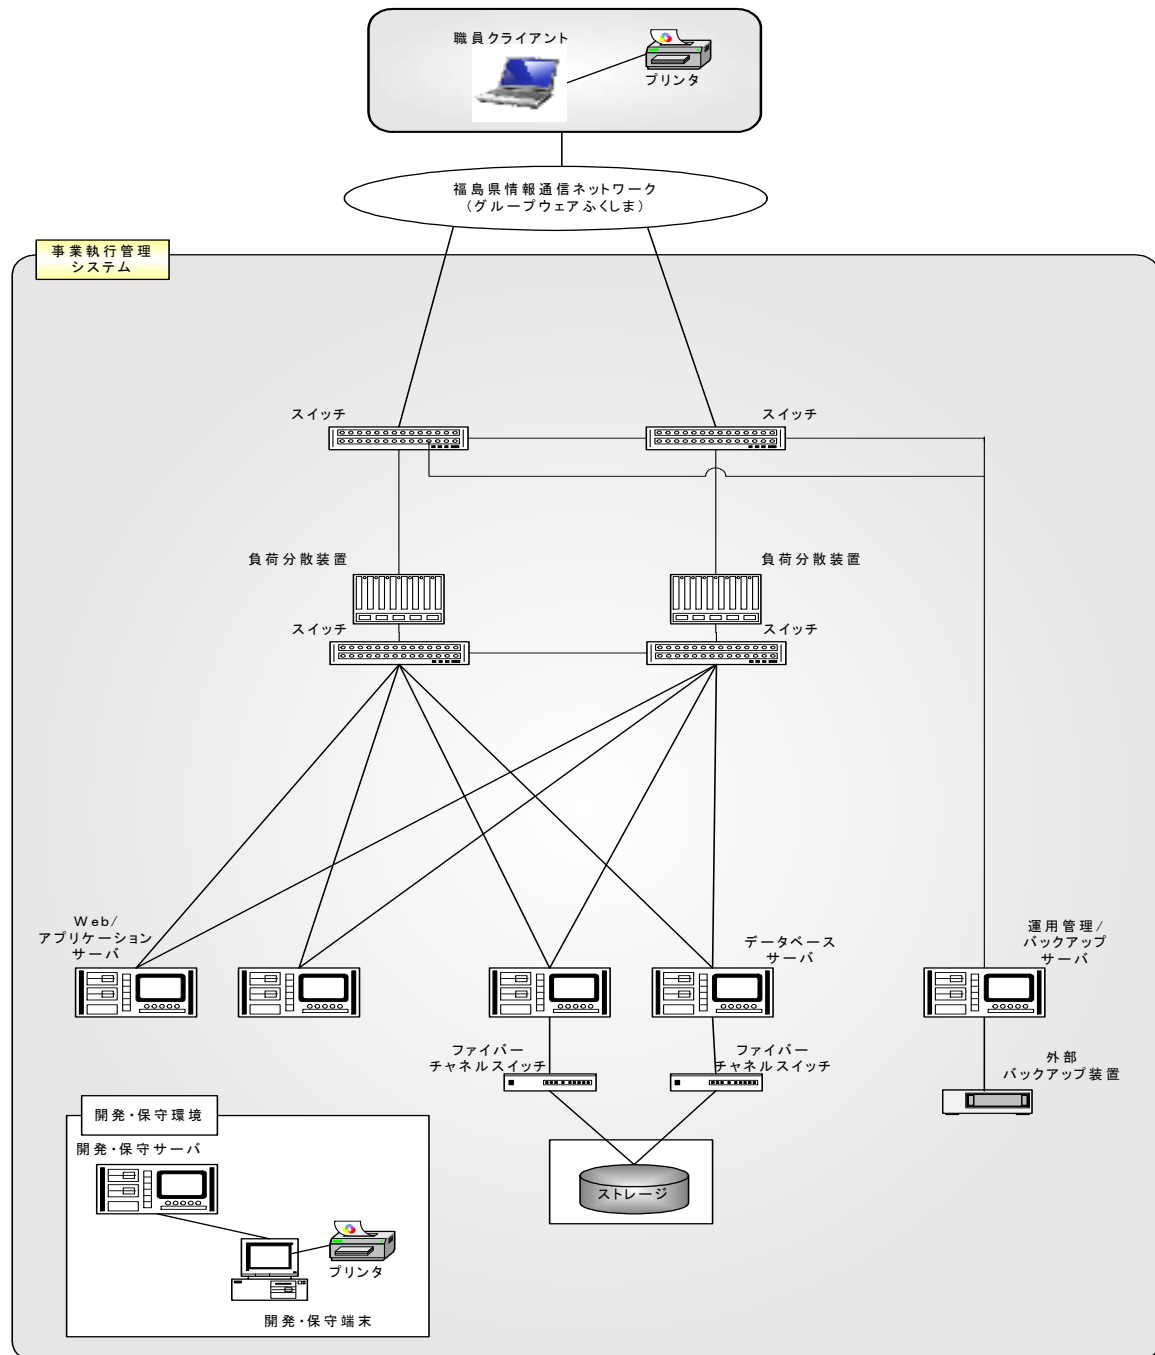 職員クライアント
プリンタ
福島県情報通信ネットワーク
(グループウェアふくしま)
事業執行管理
システム
スイッチ
スイッチ
負荷分散装置
負荷分散装置
スイッチ
スイッチ
Web/
アプリケーション
サーバ
データベース
サーバ
運用管理/
バックアップ
サーバ
ファイバー
チャネルスイッチ
ファイバー
チャネルスイッチ
外部
バックアップ装置
開発・保守環境
開発・保守サーバ
ストレージ
プリンタ
開発・保守端末